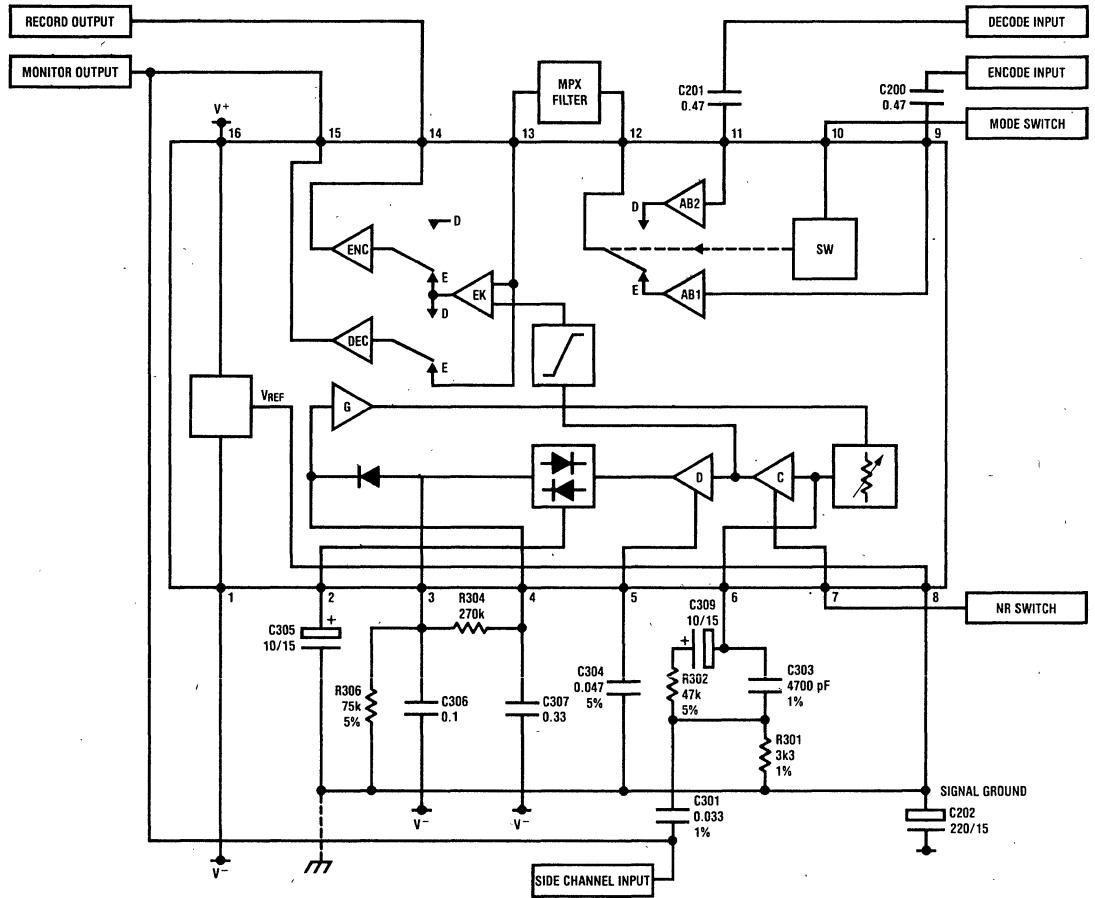 RECORD OUTPUT
DECODE INPUT
MONITOR OUTPUT
MPX
FILTER
C201
0.47
C200
0.47
ENCODE INPUT
MODE SWITCH
V+
16
15
14
13
12
11
10
9
D
D
AB2
ENC
SW
E
EK
E
AB1
D
DEC
E
VREF
G
D
C
1
2
3
4
5
6
7
8
R304
270k
NR SWITCH
C305
10/15
+
C309
10/15
+
C304
0.047
5%
R302
47k
5%
C303
4700 pF
1%
R306
75k
5%
C306
0.1
C307
0.33
R301
3k3
1%
SIGNAL GROUND
C301
0.033
1%
V−
V−
C202
220/15
V−
SIDE CHANNEL INPUT